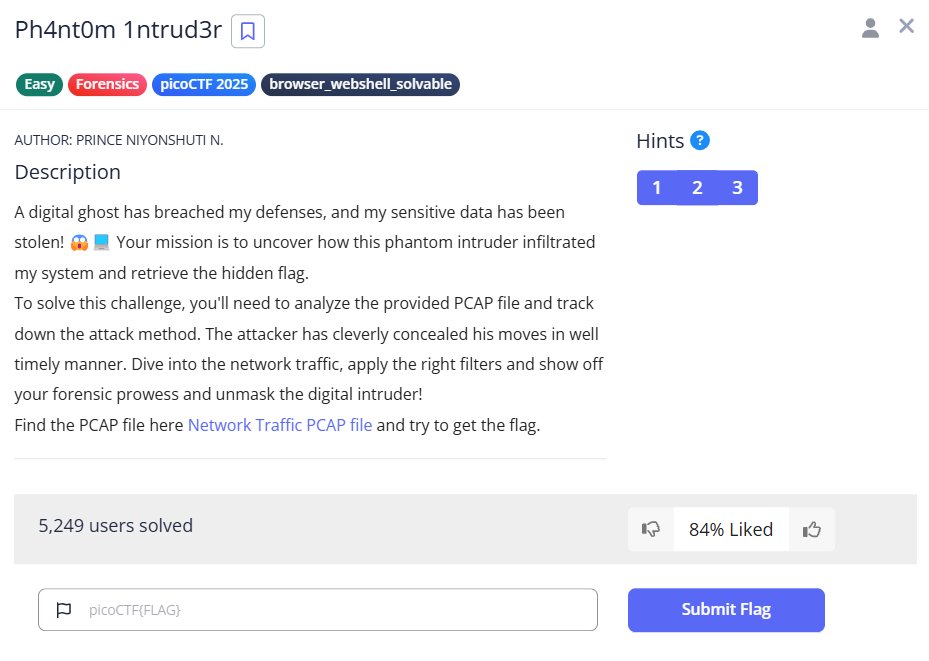 Ph4nt0m 1ntrud3r
Easy Forensics picoCTF 2025 browser_webshell_solvable
AUTHOR: PRINCE NIYONSHUTI N.
Description
A digital ghost has breached my defenses, and my sensitive data has been
stolen! 😱💻 Your mission is to uncover how this phantom intruder infiltrated
my system and retrieve the hidden flag.
To solve this challenge, you'll need to analyze the provided PCAP file and track
down the attack method. The attacker has cleverly concealed his moves in well
timely manner. Dive into the network traffic, apply the right filters and show off
your forensic prowess and unmask the digital intruder!
Find the PCAP file here Network Traffic PCAP file and try to get the flag.
Hints ?
1 2 3
5,249 users solved
84% Liked
picoCTF{FLAG}
Submit Flag